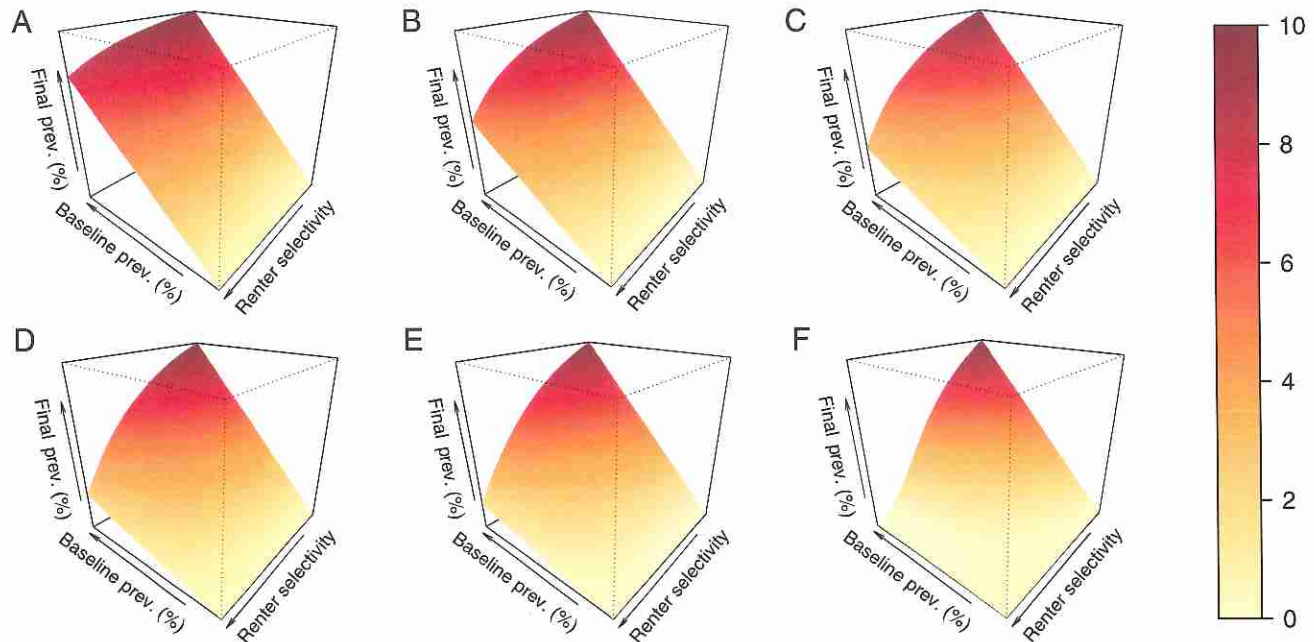 A
Final prev. (%)
Baseline prev. (%)
Renter selectivity
B
Final prev. (%)
Baseline prev. (%)
Renter selectivity
C
Final prev. (%)
Baseline prev. (%)
Renter selectivity
10
8
6
4
2
0
D
Final prev. (%)
Baseline prev. (%)
Renter selectivity
E
Final prev. (%)
Baseline prev. (%)
Renter selectivity
F
Final prev. (%)
Baseline prev. (%)
Renter selectivity